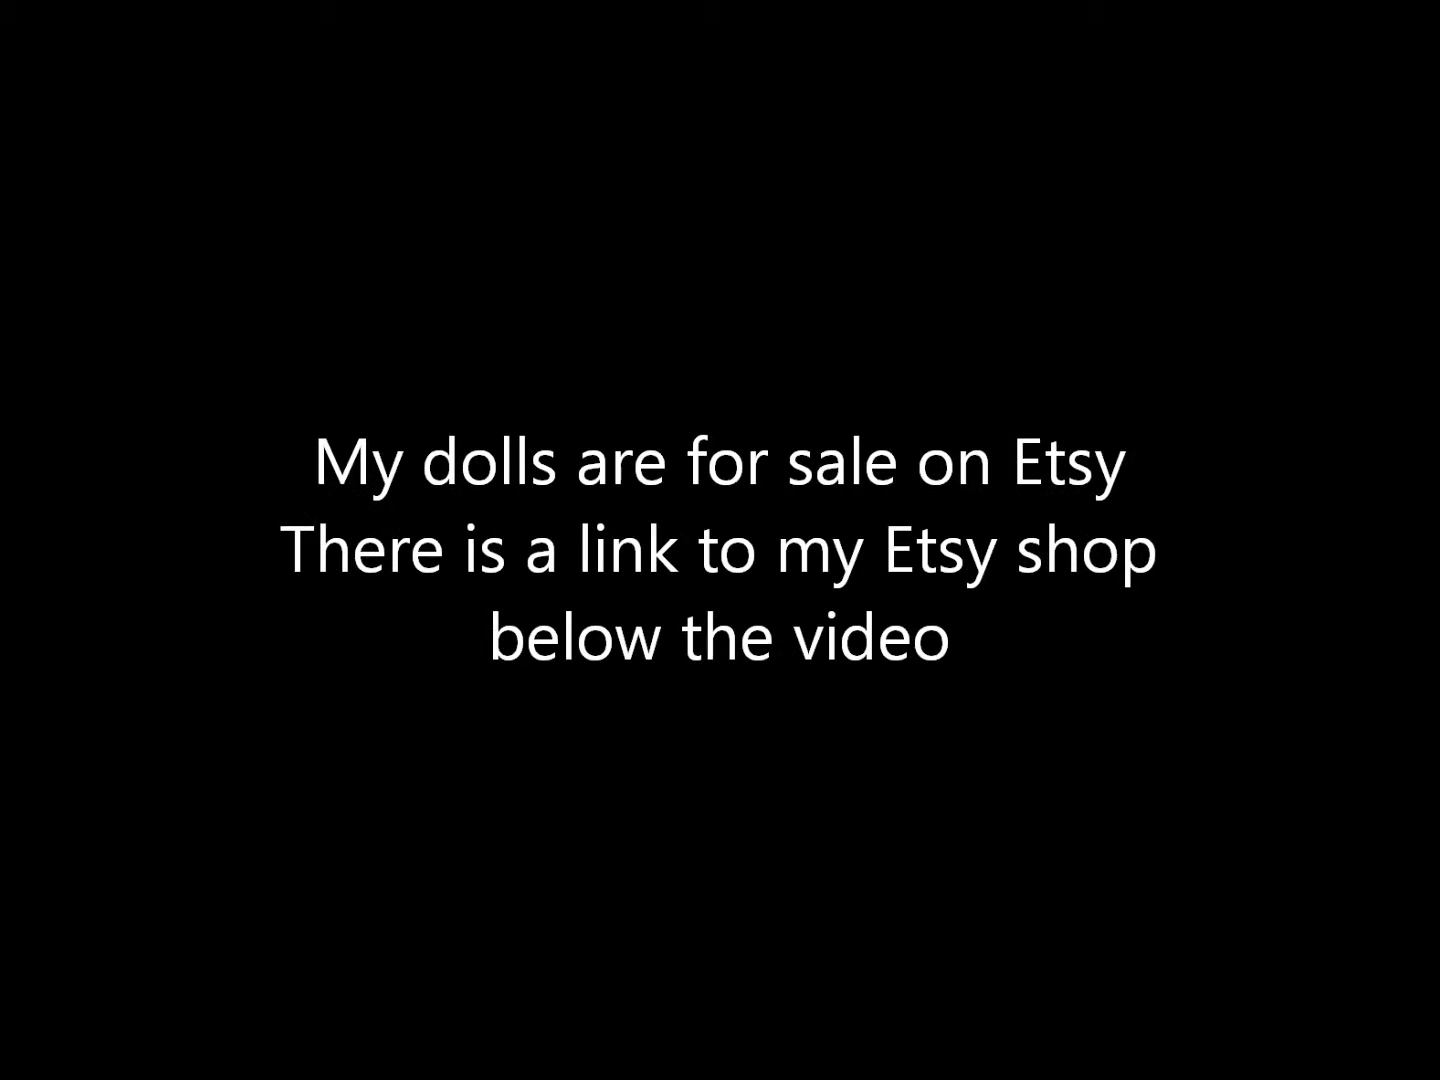 My dolls are for sale on Etsy
There is a link to my Etsy shop
below the video